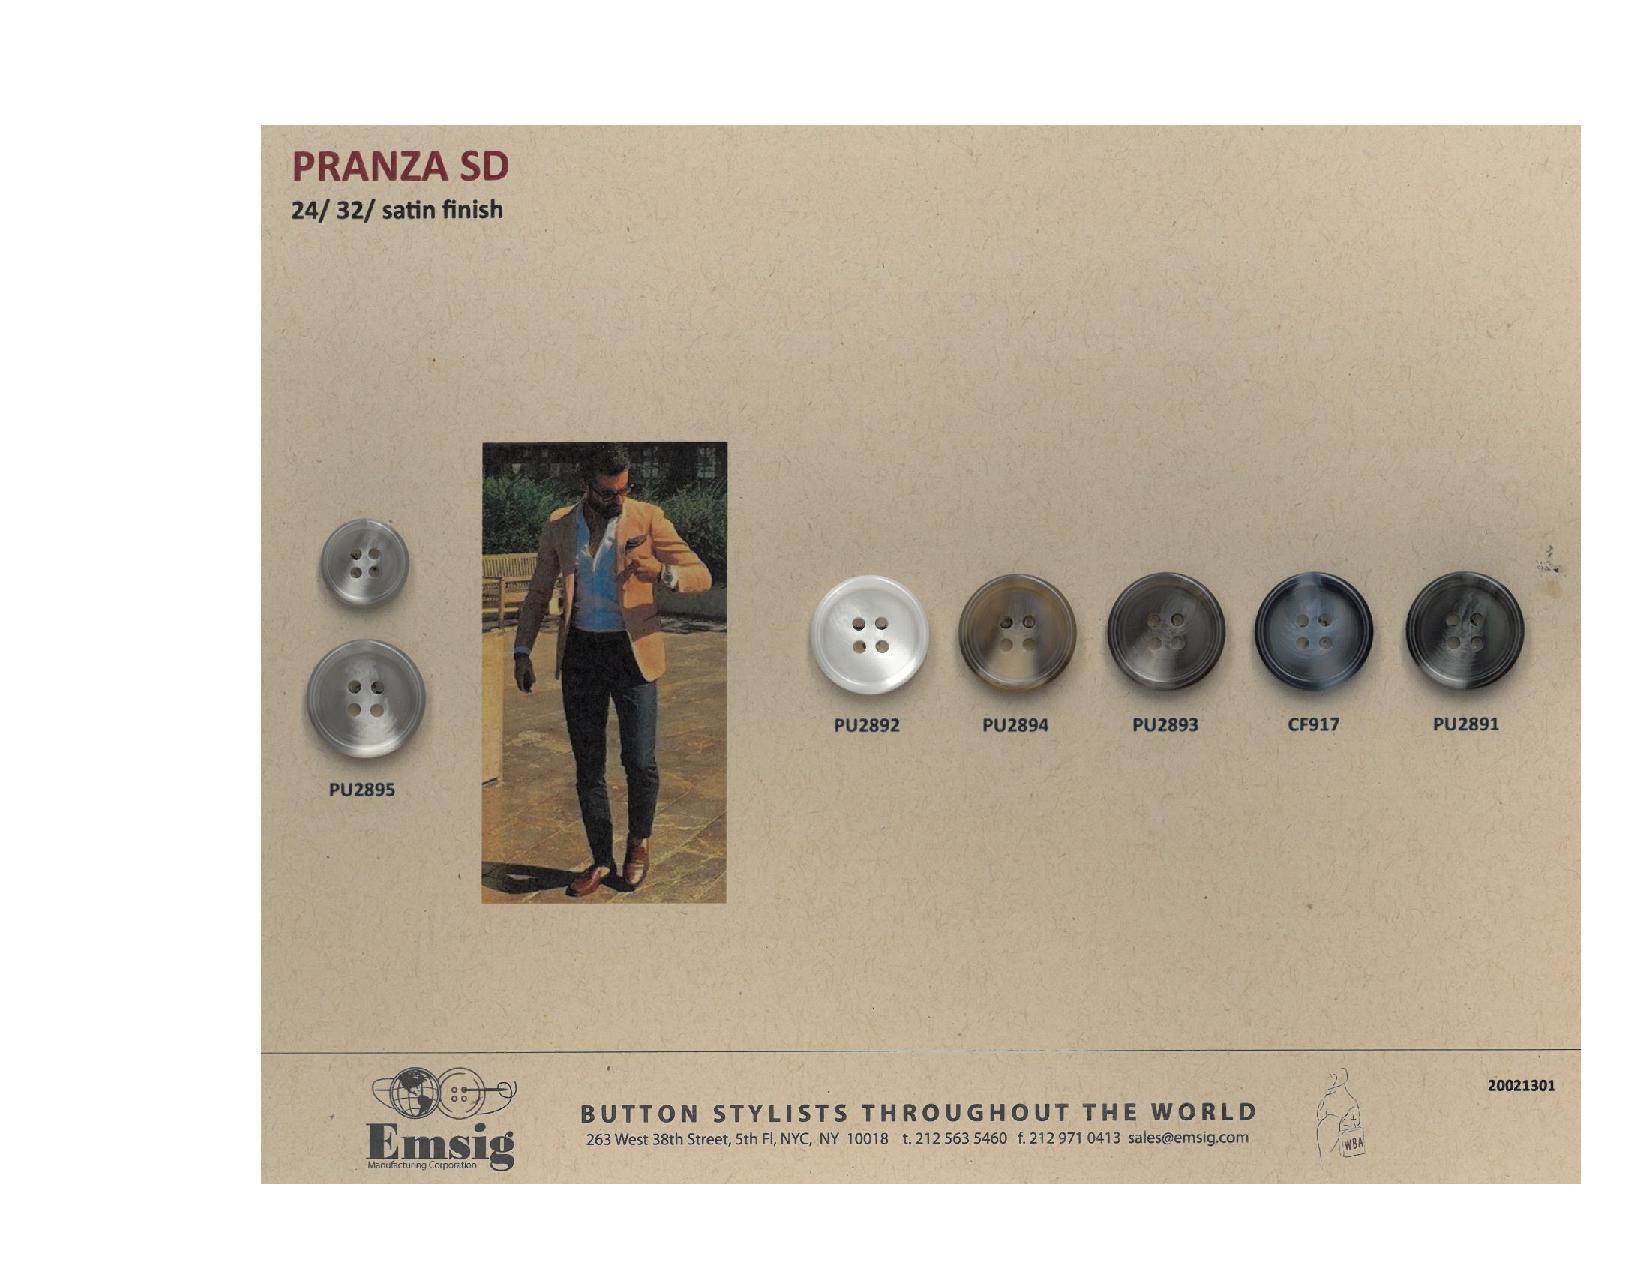 PRANZA SD
24/ 32/ satin finish
PU2895
PU2892
PU2894
PU2893
CF917
PU2891
20021301
Emsig
Manufacturing Corporation
BUTTON STYLISTS THROUGHOUT THE WORLD
263 West 38th Street, 5th Fl, NYC, NY 10018 t. 212 563 5460 f. 212 971 0413 sales@emsig.com
WBA